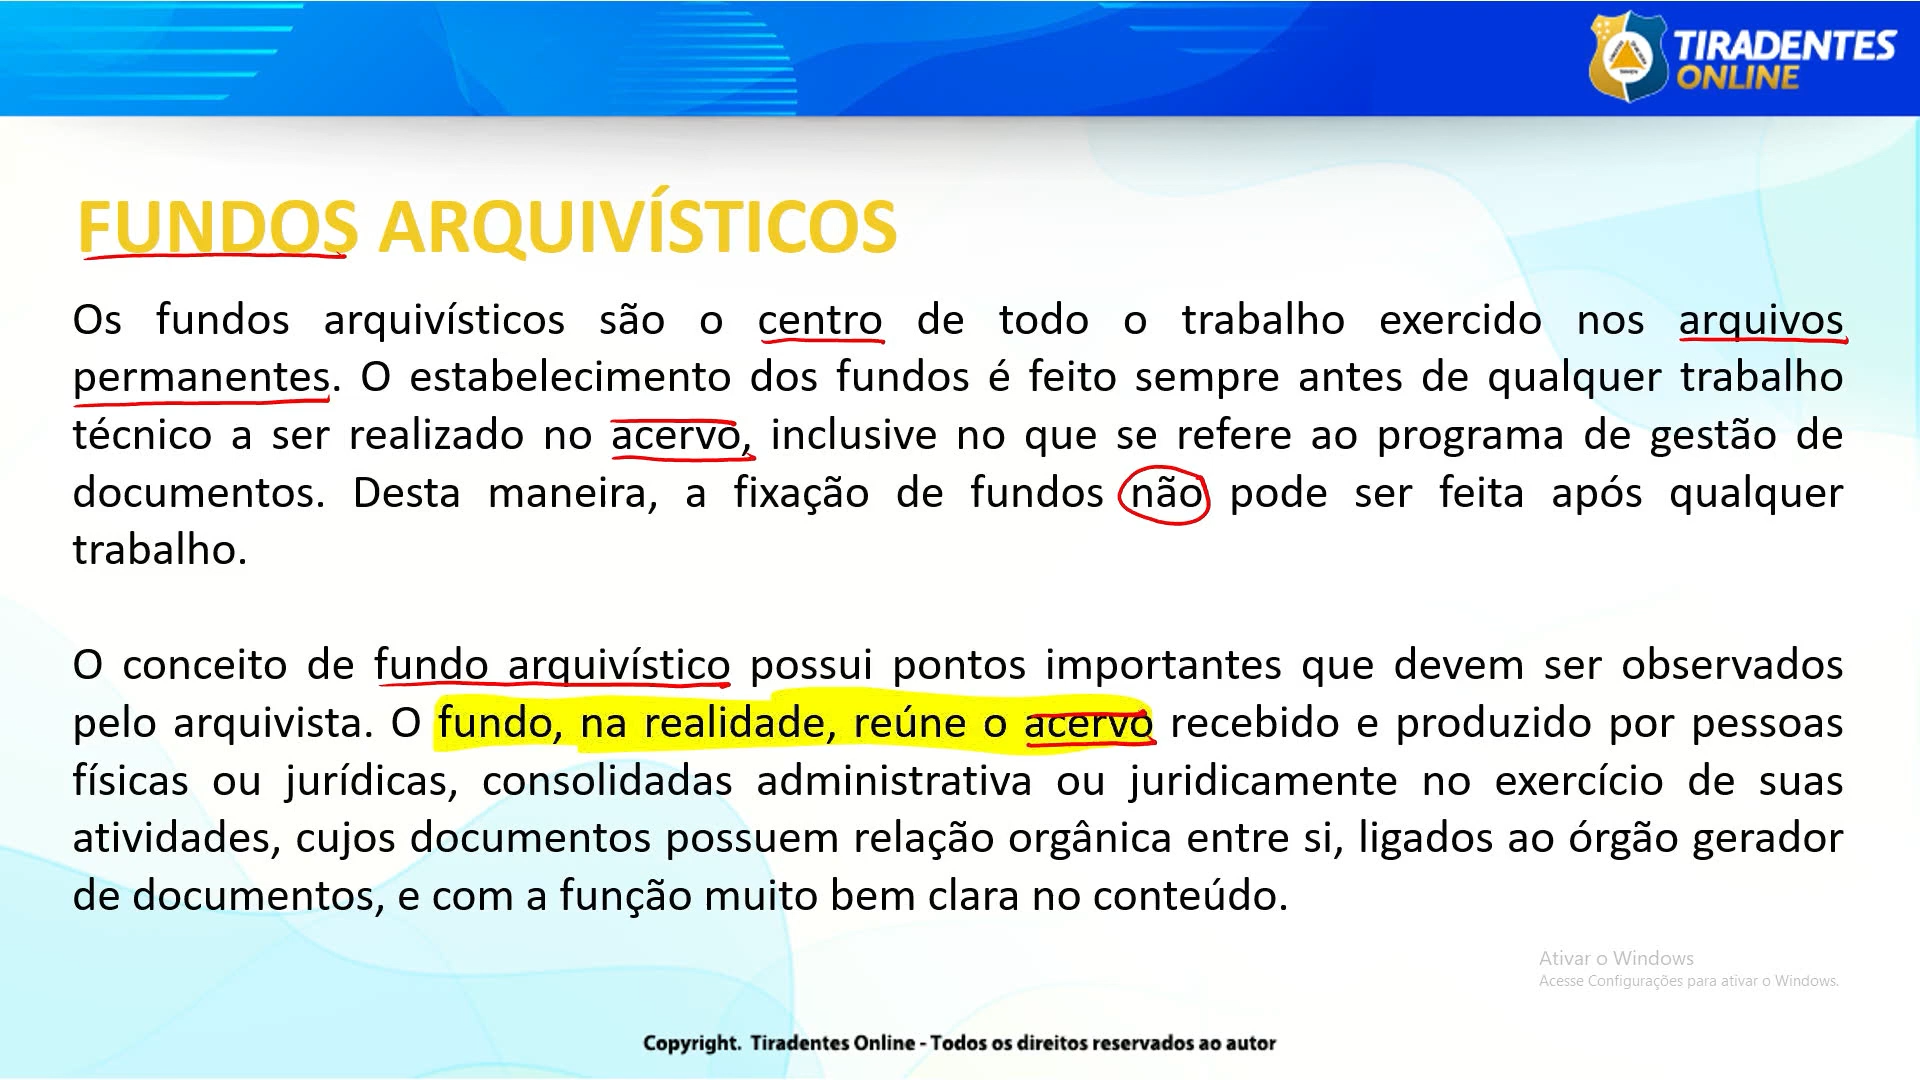 TIRADENTES
ONLINE
FUNDOS ARQUIVÍSTICOS
Os fundos arquivísticos são o centro de todo o trabalho exercido nos arquivos
permanentes. O estabelecimento dos fundos é feito sempre antes de qualquer trabalho
técnico a ser realizado no acervo, inclusive no que se refere ao programa de gestão de
documentos. Desta maneira, a fixação de fundos não pode ser feita após qualquer
trabalho.
O conceito de fundo arquivístico possui pontos importantes que devem ser observados
pelo arquivista. O fundo, na realidade, reúne o acervo recebido e produzido por pessoas
físicas ou jurídicas, consolidadas administrativa ou juridicamente no exercício de suas
atividades, cujos documentos possuem relação orgânica entre si, ligados ao órgão gerador
de documentos, e com a função muito bem clara no conteúdo.
Ativar o Windows
Acesse Configurações para ativar o Windows.
Copyright. Tiradentes Online - Todos os direitos reservados ao autor